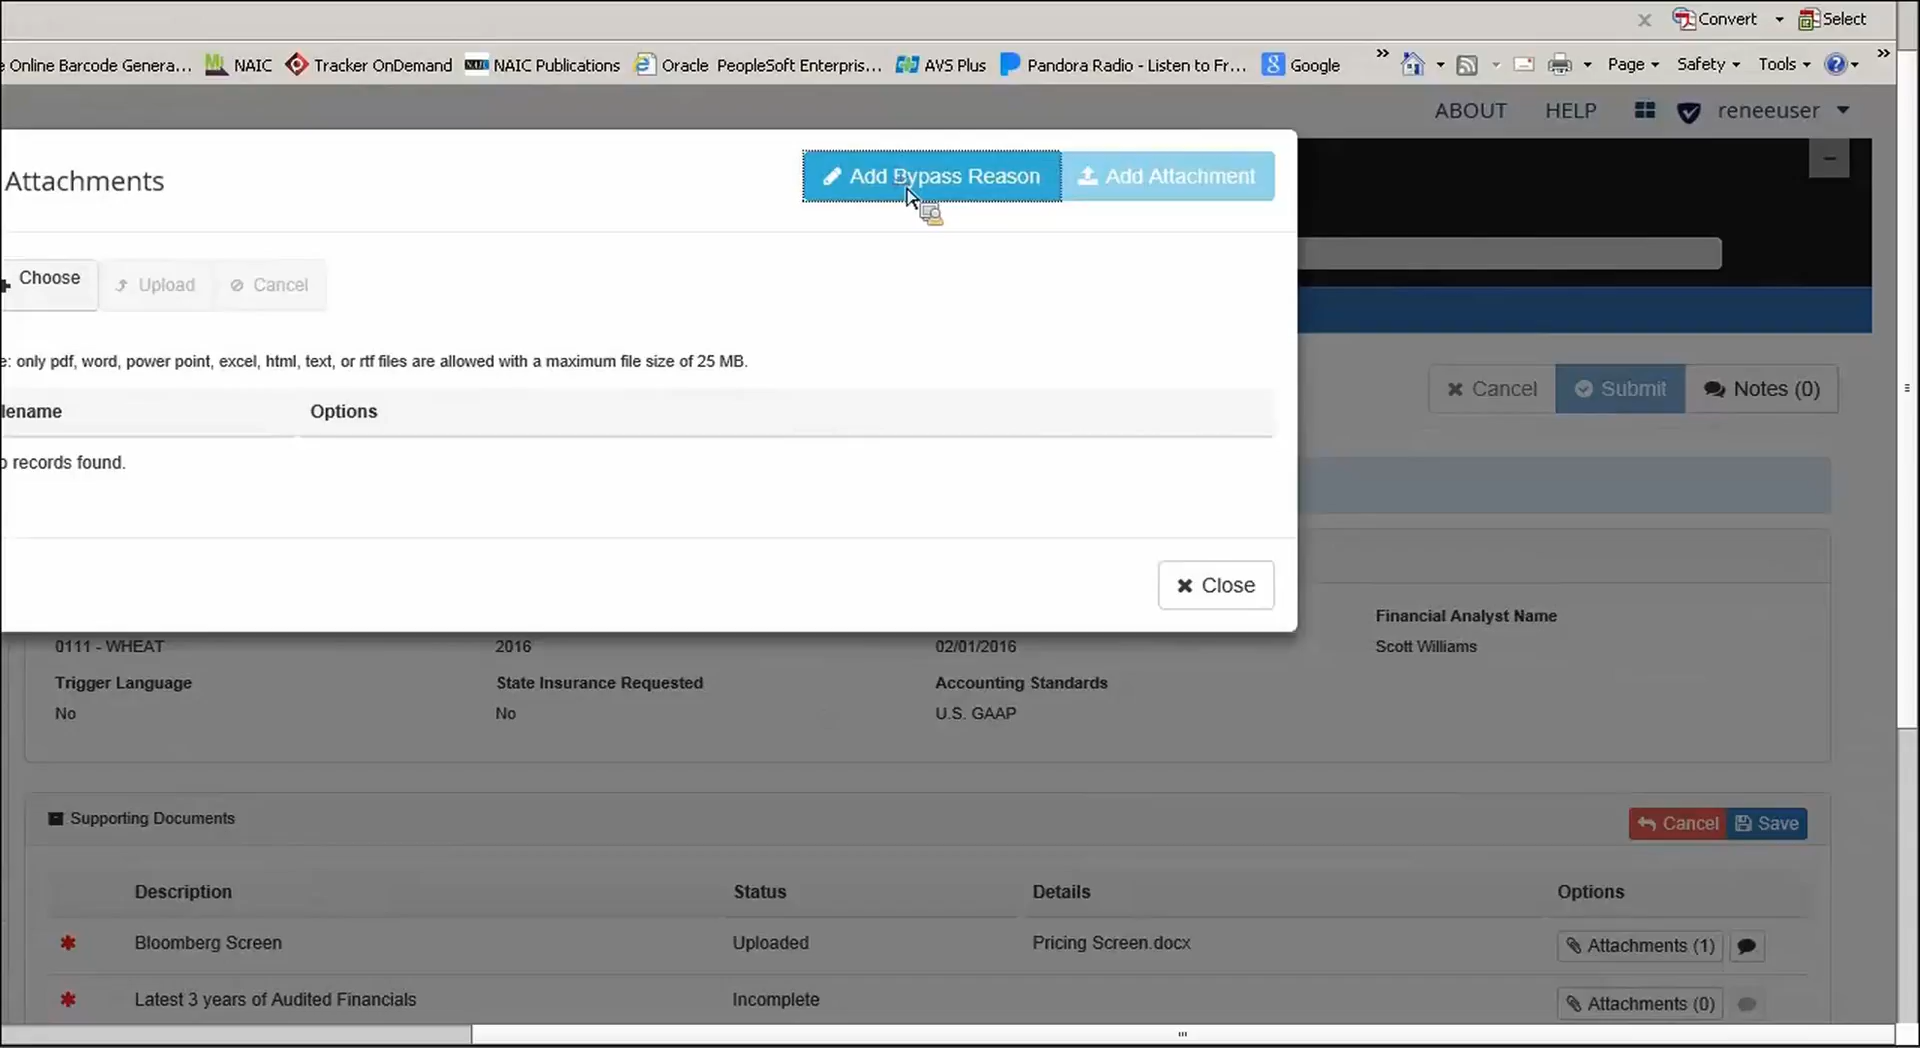 Convert Select
Online Barcode Genera... NAIC Tracker OnDemand NAIC Publications Oracle PeopleSoft Enterpris... AVS Plus Pandora Radio - Listen to Fr... Google » Page Safety Tools »
ABOUT HELP reneeuser
Attachments Add Bypass Reason Add Attachment
Choose Upload Cancel
e: only pdf, word, power point, excel, html, text, or rtf files are allowed with a maximum file size of 25 MB.
lename Options
o records found.
Cancel Submit Notes (0)
Close
Financial Analyst Name
0111 - WHEAT 2016 02/01/2016 Scott Williams
Trigger Language State Insurance Requested Accounting Standards
No No U.S. GAAP
Supporting Documents Cancel Save
Description Status Details Options
* Bloomberg Screen Uploaded Pricing Screen.docx Attachments (1)
* Latest 3 years of Audited Financials Incomplete Attachments (0)